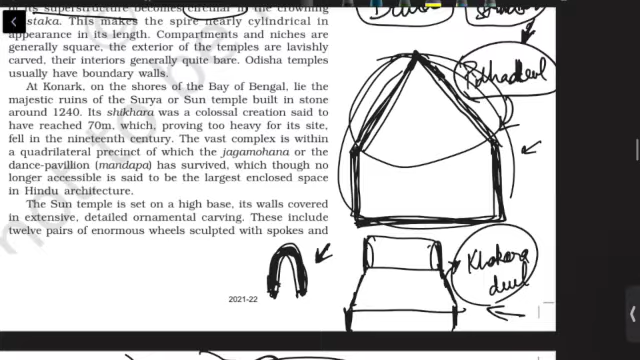 of its superstructure becomes circular in the crowning
mastaka. This makes the spire nearly cylindrical in
appearance in its length. Compartments and niches are
generally square, the exterior of the temples are lavishly
carved, their interiors generally quite bare. Odisha temples
usually have boundary walls.
At Konark, on the shores of the Bay of Bengal, lie the
majestic ruins of the Surya or Sun temple built in stone
around 1240. Its shikhara was a colossal creation said to
have reached 70m, which, proving too heavy for its site,
fell in the nineteenth century. The vast complex is within
a quadrilateral precinct of which the jagamohana or the
dance-pavillion (mandapa) has survived, which though no
longer accessible is said to be the largest enclosed space
in Hindu architecture.
The Sun temple is set on a high base, its walls covered
in extensive, detailed ornamental carving. These include
twelve pairs of enormous wheels sculpted with spokes and
2021-22
not to
Khakara
deul